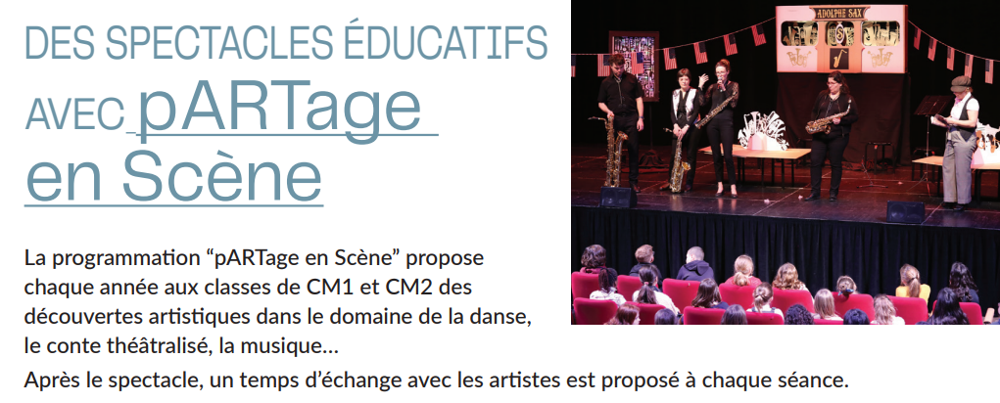 DES SPECTACLES ÉDUCATIFS
AVEC pARTage
en Scène
La programmation “pARTage en Scène” propose
chaque année aux classes de CM1 et CM2 des
découvertes artistiques dans le domaine de la danse,
le conte théâtralisé, la musique...
Après le spectacle, un temps d’échange avec les artistes est proposé à chaque séance.
ADOLPHE SAX